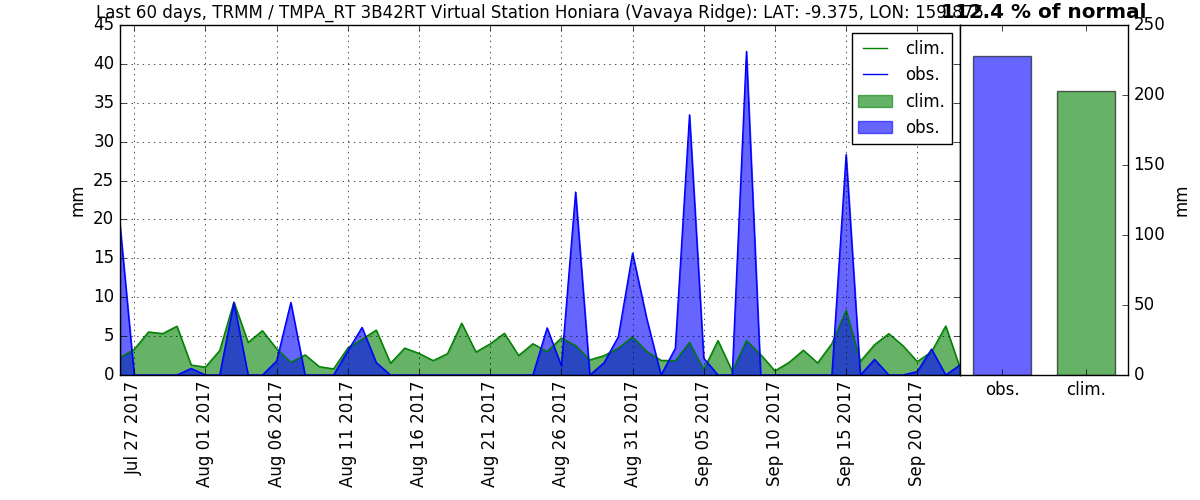 Last 60 days, TRMM / TMPA_RT 3B42RT Virtual Station Honiara (Vavaya Ridge): LAT: -9.375, LON:
112.4 % of normal
45
40
35
30
25
20
15
10
5
0
mm
clim.
obs.
clim.
obs.
250
200
150
100
50
0
mm
obs.
clim.
Jul 27 2017
Aug 01 2017
Aug 06 2017
Aug 11 2017
Aug 16 2017
Aug 21 2017
Aug 26 2017
Aug 31 2017
Sep 05 2017
Sep 10 2017
Sep 15 2017
Sep 20 2017